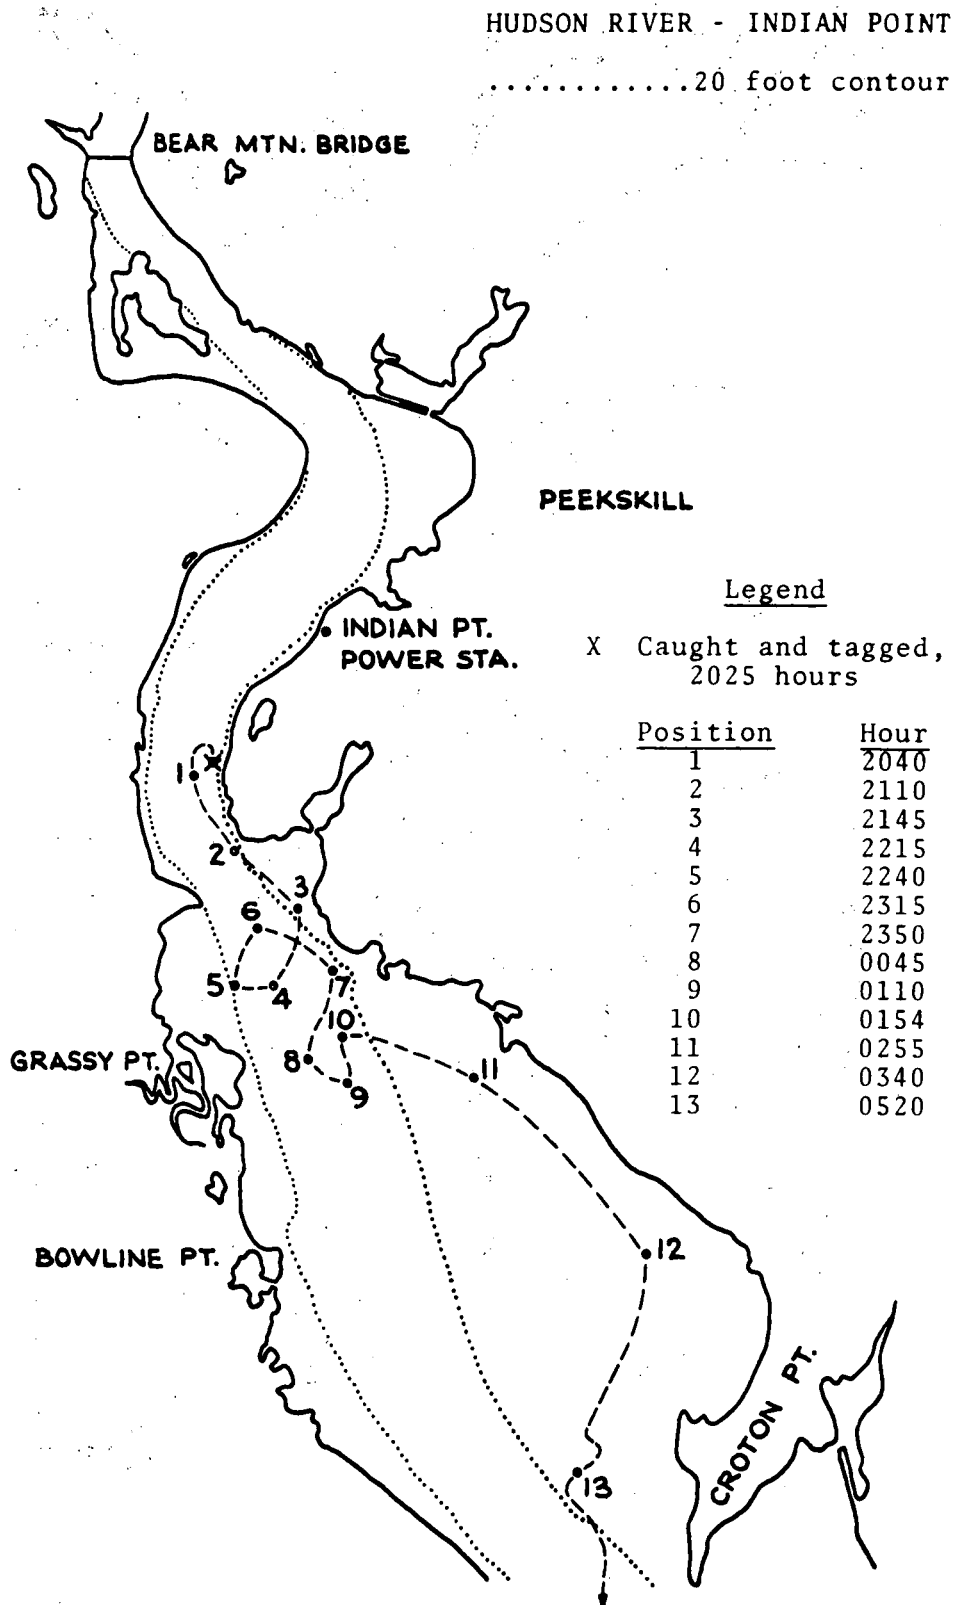 HUDSON RIVER - INDIAN POINT
............20 foot contour
BEAR MTN. BRIDGE
PEEKSKILL
INDIAN PT.
POWER STA.
Legend
X Caught and tagged,
2025 hours
Position Hour
1 2040
2 2110
3 2145
4 2215
5 2240
6 2315
7 2350
8 0045
9 0110
10 0154
11 0255
12 0340
13 0520
X
1
2
3
6
5
4
7
10
8
9
11
GRASSY PT.
12
BOWLINE PT.
CROTON PT.
13